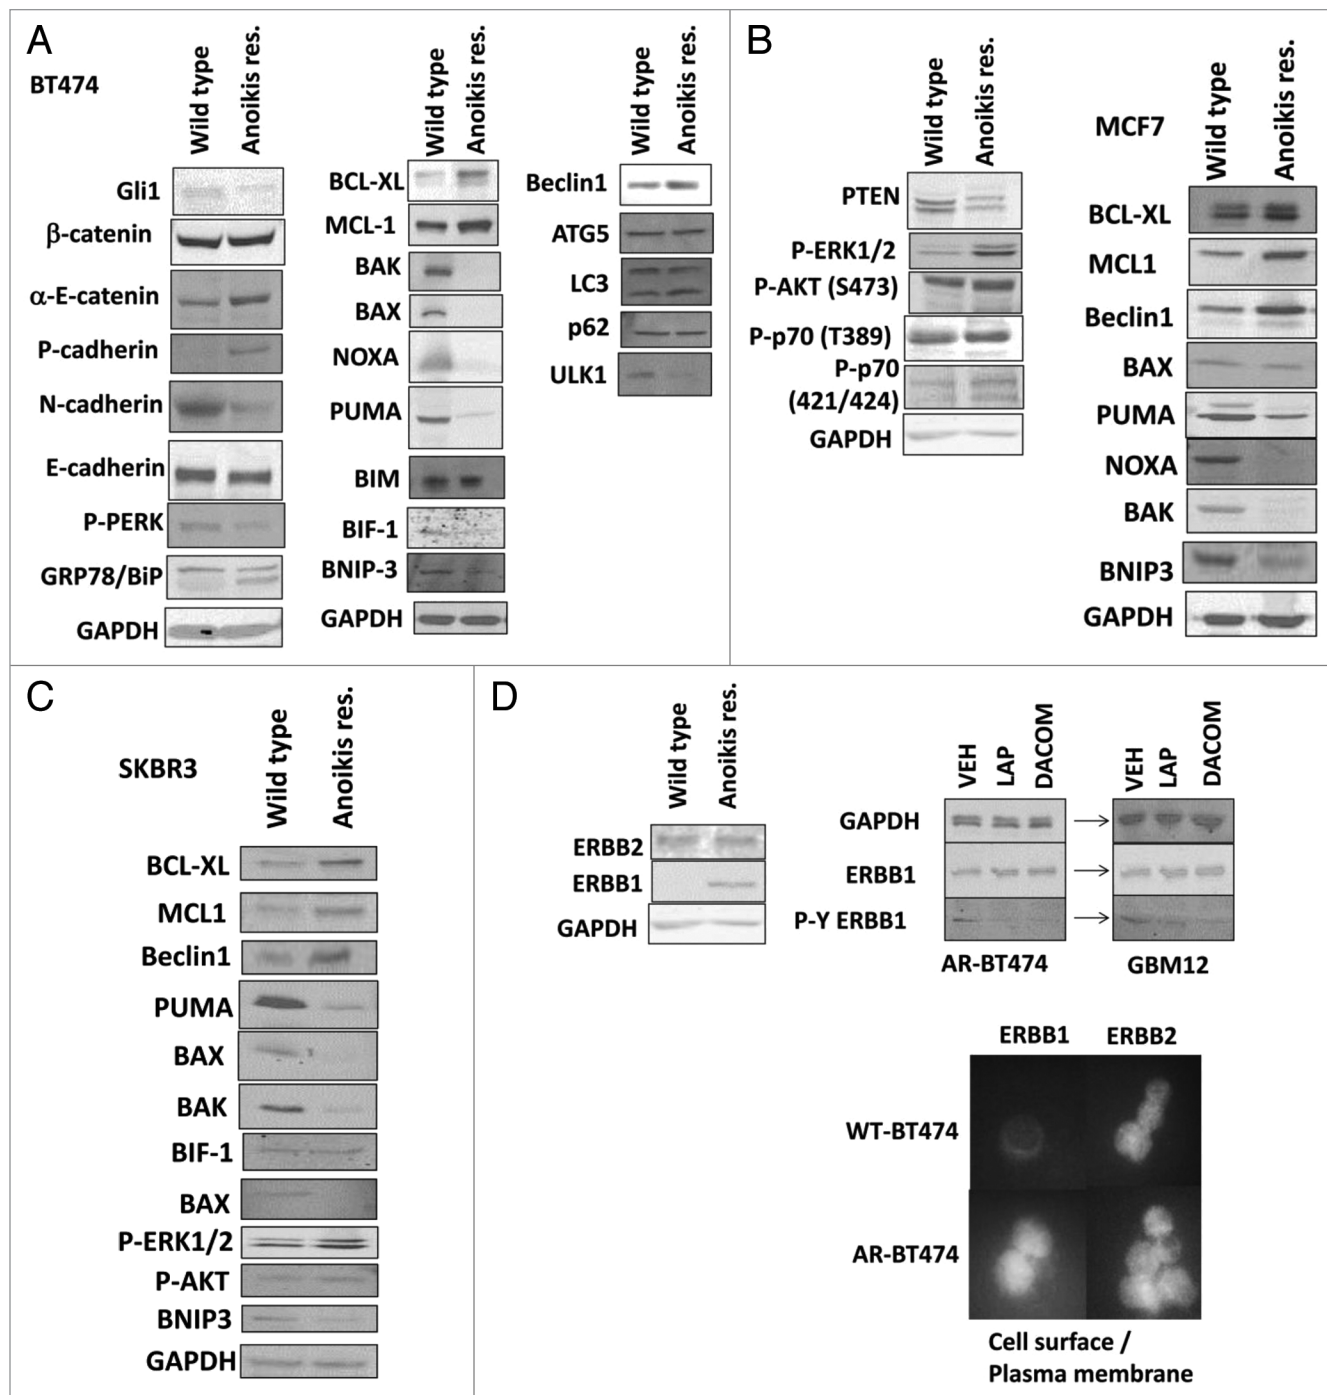 A
BT474
Wild type
Anoikis res.
Gli1
β-catenin
α-E-catenin
P-cadherin
N-cadherin
E-cadherin
P-PERK
GRP78/BiP
GAPDH
Wild type
Anoikis res.
BCL-XL
MCL-1
BAK
BAX
NOXA
PUMA
BIM
BIF-1
BNIP-3
GAPDH
Wild type
Anoikis res.
Beclin1
ATG5
LC3
p62
ULK1
B
Wild type
Anoikis res.
PTEN
P-ERK1/2
P-AKT (S473)
P-p70 (T389)
P-p70
(421/424)
GAPDH
MCF7
Wild type
Anoikis res.
BCL-XL
MCL1
Beclin1
BAX
PUMA
NOXA
BAK
BNIP3
GAPDH
C
SKBR3
Wild type
Anoikis res.
BCL-XL
MCL1
Beclin1
PUMA
BAX
BAK
BIF-1
BAX
P-ERK1/2
P-AKT
BNIP3
GAPDH
D
Wild type
Anoikis res.
ERBB2
ERBB1
GAPDH
VEH
LAP
DACOM
VEH
LAP
DACOM
GAPDH
ERBB1
P-Y ERBB1
AR-BT474
GBM12
ERBB1
ERBB2
WT-BT474
AR-BT474
Cell surface /
Plasma membrane